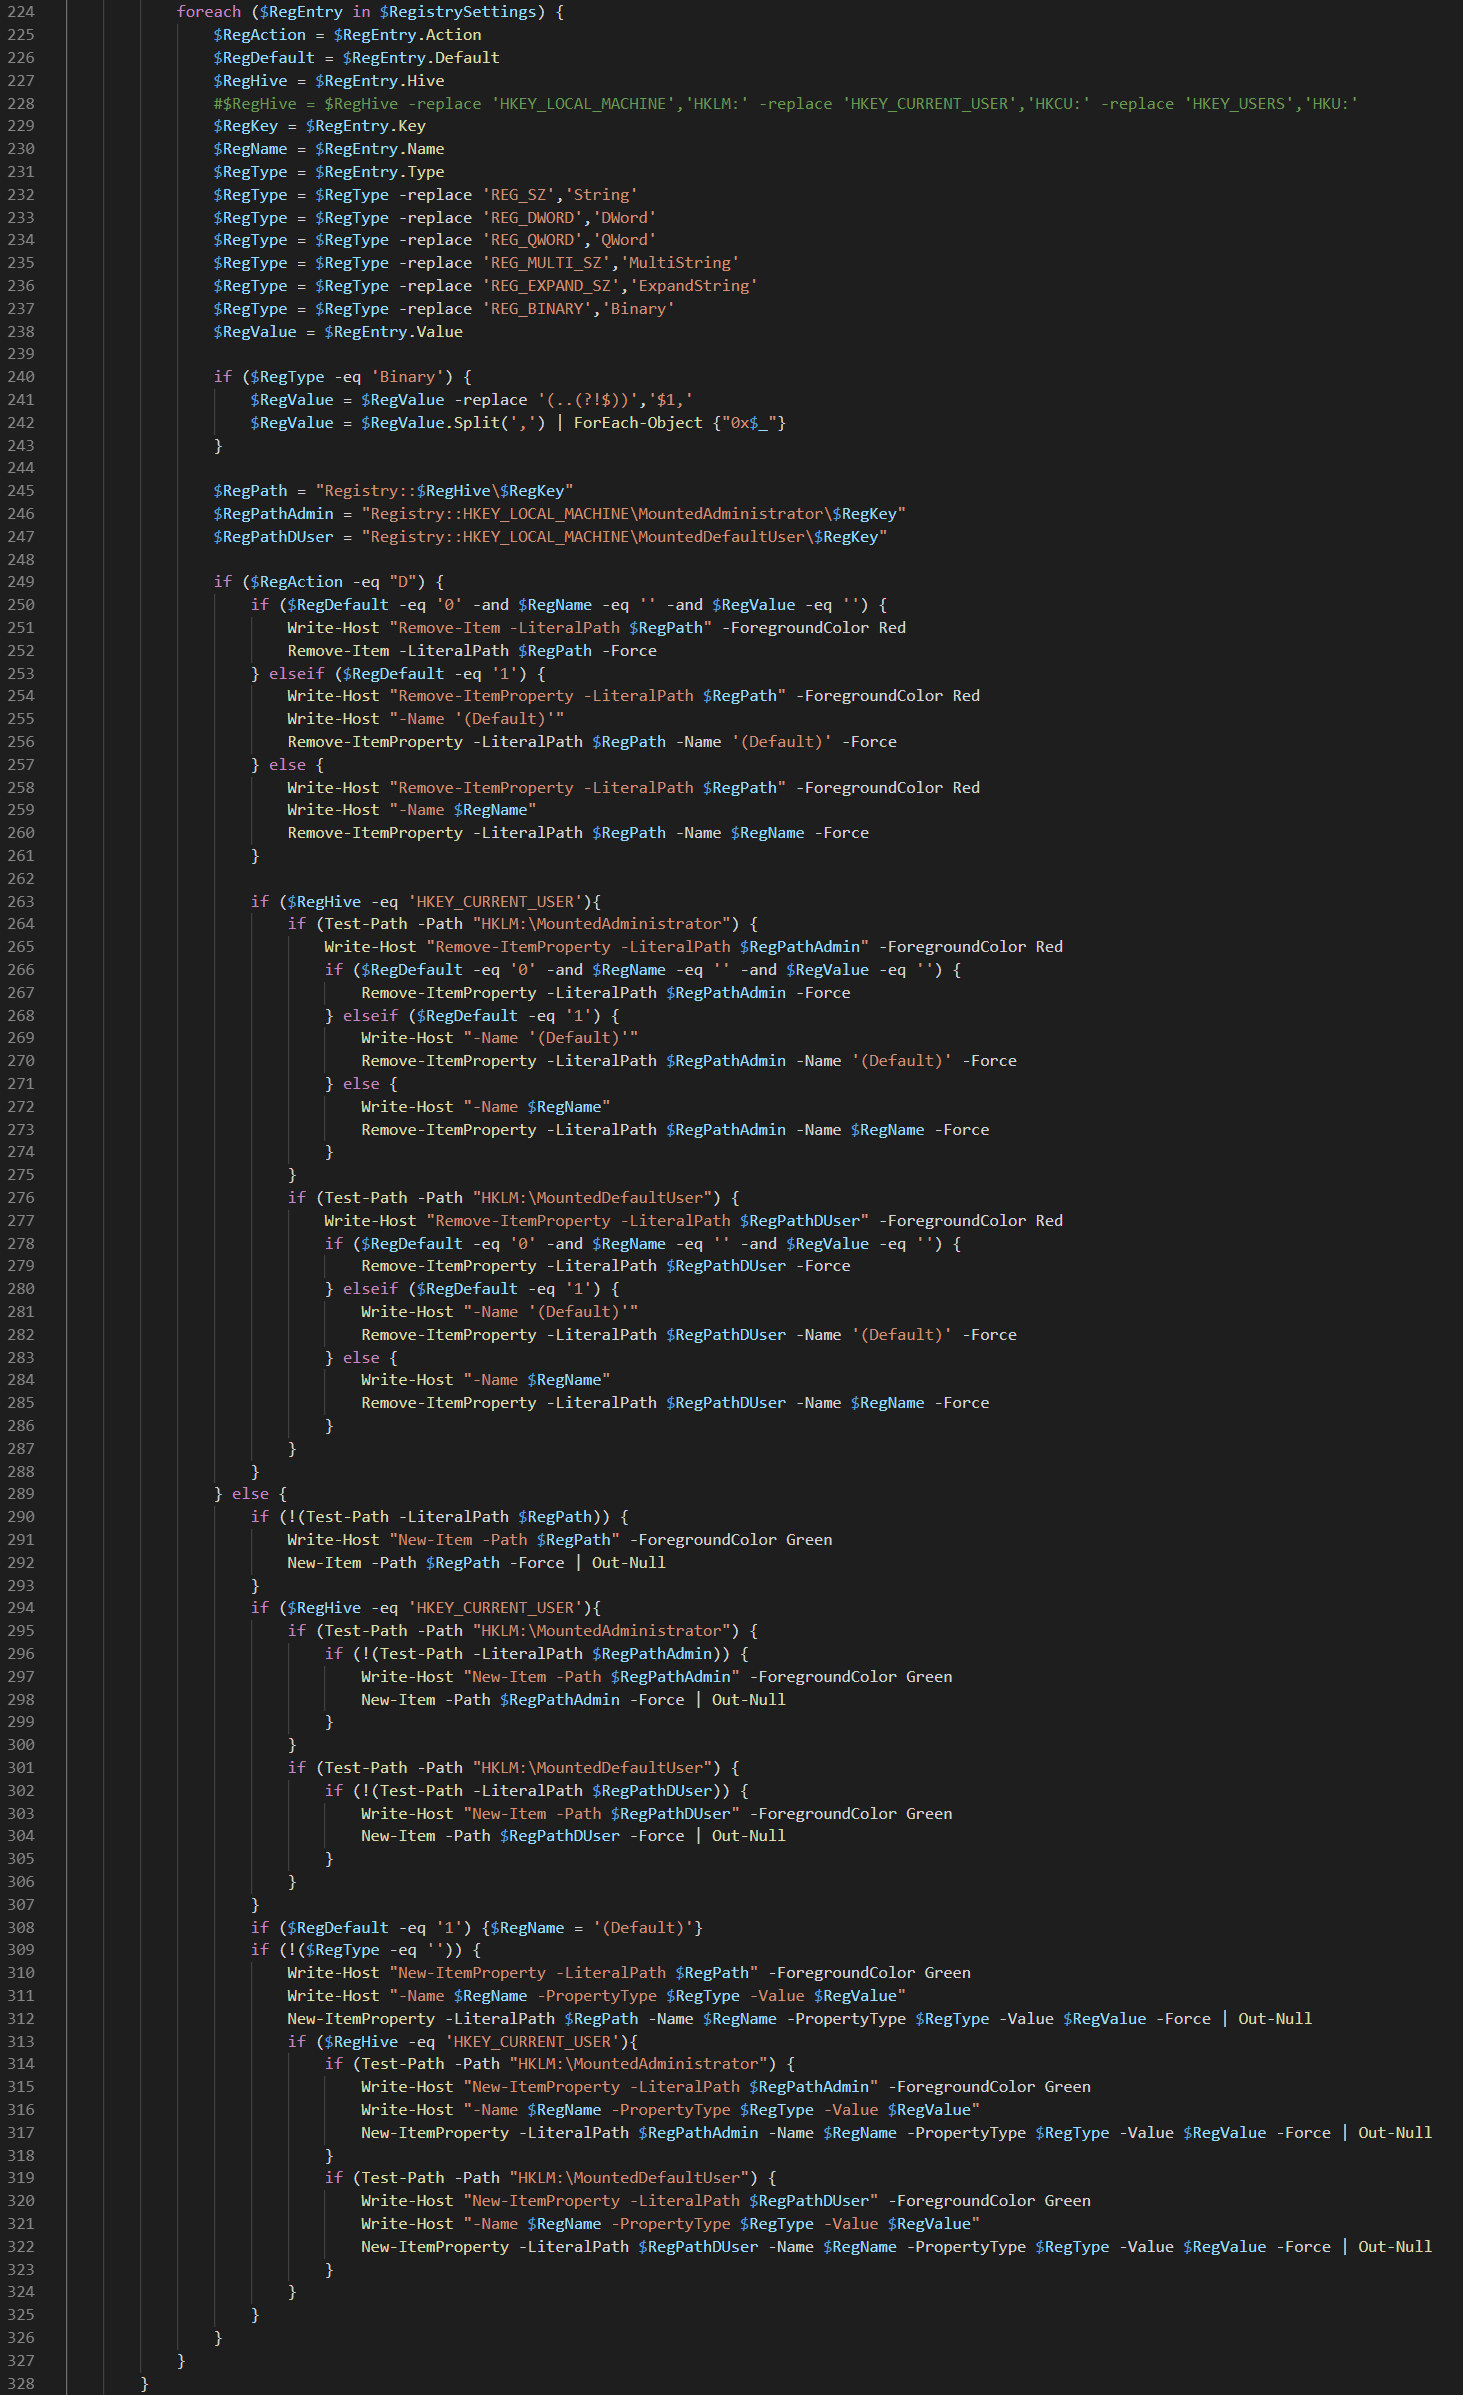 224 foreach ($RegEntry in $RegistrySettings) {
225 $RegAction = $RegEntry.Action
226 $RegDefault = $RegEntry.Default
227 $RegHive = $RegEntry.Hive
228 #$RegHive = $RegHive -replace 'HKEY_LOCAL_MACHINE','HKLM:' -replace 'HKEY_CURRENT_USER','HKCU:' -replace 'HKEY_USERS','HKU:'
229 $RegKey = $RegEntry.Key
230 $RegName = $RegEntry.Name
231 $RegType = $RegEntry.Type
232 $RegType = $RegType -replace 'REG_SZ','String'
233 $RegType = $RegType -replace 'REG_DWORD','DWord'
234 $RegType = $RegType -replace 'REG_QWORD','QWord'
235 $RegType = $RegType -replace 'REG_MULTI_SZ','MultiString'
236 $RegType = $RegType -replace 'REG_EXPAND_SZ','ExpandString'
237 $RegType = $RegType -replace 'REG_BINARY','Binary'
238 $RegValue = $RegEntry.Value
239
240 if ($RegType -eq 'Binary') {
241 $RegValue = $RegValue -replace '(..(?!$))','$1,'
242 $RegValue = $RegValue.Split(',') | ForEach-Object {"0x$_"}
243 }
244
245 $RegPath = "Registry::$RegHive\$RegKey"
246 $RegPathAdmin = "Registry::HKEY_LOCAL_MACHINE\MountedAdministrator\$RegKey"
247 $RegPathDUser = "Registry::HKEY_LOCAL_MACHINE\MountedDefaultUser\$RegKey"
248
249 if ($RegAction -eq "D") {
250 if ($RegDefault -eq '0' -and $RegName -eq '' -and $RegValue -eq '') {
251 Write-Host "Remove-Item -LiteralPath $RegPath" -ForegroundColor Red
252 Remove-Item -LiteralPath $RegPath -Force
253 } elseif ($RegDefault -eq '1') {
254 Write-Host "Remove-ItemProperty -LiteralPath $RegPath" -ForegroundColor Red
255 Write-Host "-Name '(Default)'"
256 Remove-ItemProperty -LiteralPath $RegPath -Name '(Default)' -Force
257 } else {
258 Write-Host "Remove-ItemProperty -LiteralPath $RegPath" -ForegroundColor Red
259 Write-Host "-Name $RegName"
260 Remove-ItemProperty -LiteralPath $RegPath -Name $RegName -Force
261 }
262
263 if ($RegHive -eq 'HKEY_CURRENT_USER'){
264 if (Test-Path -Path "HKLM:\MountedAdministrator") {
265 Write-Host "Remove-ItemProperty -LiteralPath $RegPathAdmin" -ForegroundColor Red
266 if ($RegDefault -eq '0' -and $RegName -eq '' -and $RegValue -eq '') {
267 Remove-ItemProperty -LiteralPath $RegPathAdmin -Force
268 } elseif ($RegDefault -eq '1') {
269 Write-Host "-Name '(Default)'"
270 Remove-ItemProperty -LiteralPath $RegPathAdmin -Name '(Default)' -Force
271 } else {
272 Write-Host "-Name $RegName"
273 Remove-ItemProperty -LiteralPath $RegPathAdmin -Name $RegName -Force
274 }
275 }
276 if (Test-Path -Path "HKLM:\MountedDefaultUser") {
277 Write-Host "Remove-ItemProperty -LiteralPath $RegPathDUser" -ForegroundColor Red
278 if ($RegDefault -eq '0' -and $RegName -eq '' -and $RegValue -eq '') {
279 Remove-ItemProperty -LiteralPath $RegPathDUser -Force
280 } elseif ($RegDefault -eq '1') {
281 Write-Host "-Name '(Default)'"
282 Remove-ItemProperty -LiteralPath $RegPathDUser -Name '(Default)' -Force
283 } else {
284 Write-Host "-Name $RegName"
285 Remove-ItemProperty -LiteralPath $RegPathDUser -Name $RegName -Force
286 }
287 }
288 }
289 } else {
290 if (!(Test-Path -LiteralPath $RegPath)) {
291 Write-Host "New-Item -Path $RegPath" -ForegroundColor Green
292 New-Item -Path $RegPath -Force | Out-Null
293 }
294 if ($RegHive -eq 'HKEY_CURRENT_USER'){
295 if (Test-Path -Path "HKLM:\MountedAdministrator") {
296 if (!(Test-Path -LiteralPath $RegPathAdmin)) {
297 Write-Host "New-Item -Path $RegPathAdmin" -ForegroundColor Green
298 New-Item -Path $RegPathAdmin -Force | Out-Null
299 }
300 }
301 if (Test-Path -Path "HKLM:\MountedDefaultUser") {
302 if (!(Test-Path -LiteralPath $RegPathDUser)) {
303 Write-Host "New-Item -Path $RegPathDUser" -ForegroundColor Green
304 New-Item -Path $RegPathDUser -Force | Out-Null
305 }
306 }
307 }
308 if ($RegDefault -eq '1') {$RegName = '(Default)'}
309 if (!($RegType -eq '')) {
310 Write-Host "New-ItemProperty -LiteralPath $RegPath" -ForegroundColor Green
311 Write-Host "-Name $RegName -PropertyType $RegType -Value $RegValue"
312 New-ItemProperty -LiteralPath $RegPath -Name $RegName -PropertyType $RegType -Value $RegValue -Force | Out-Null
313 if ($RegHive -eq 'HKEY_CURRENT_USER'){
314 if (Test-Path -Path "HKLM:\MountedAdministrator") {
315 Write-Host "New-ItemProperty -LiteralPath $RegPathAdmin" -ForegroundColor Green
316 Write-Host "-Name $RegName -PropertyType $RegType -Value $RegValue"
317 New-ItemProperty -LiteralPath $RegPathAdmin -Name $RegName -PropertyType $RegType -Value $RegValue -Force | Out-Null
318 }
319 if (Test-Path -Path "HKLM:\MountedDefaultUser") {
320 Write-Host "New-ItemProperty -LiteralPath $RegPathDUser" -ForegroundColor Green
321 Write-Host "-Name $RegName -PropertyType $RegType -Value $RegValue"
322 New-ItemProperty -LiteralPath $RegPathDUser -Name $RegName -PropertyType $RegType -Value $RegValue -Force | Out-Null
323 }
324 }
325 }
326 }
327 }
328 }